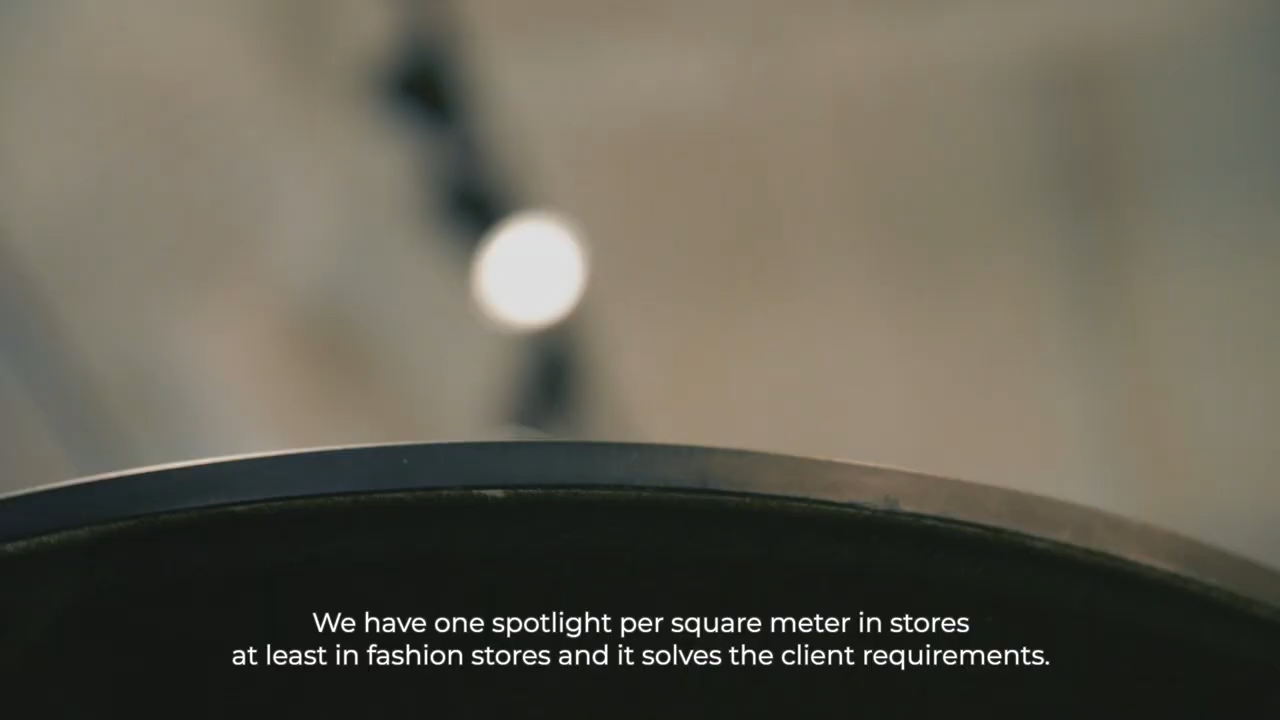 We have one spotlight per square meter in stores
at least in fashion stores and it solves the client requirements.